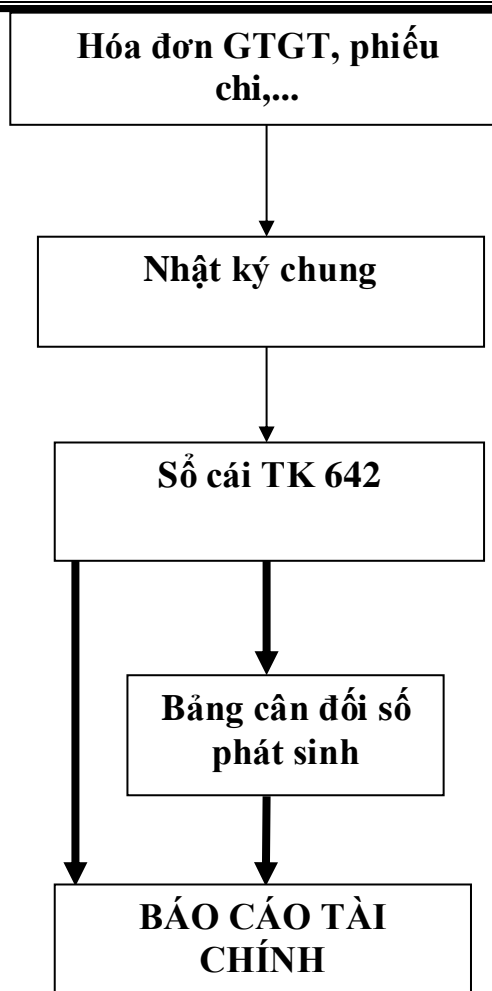 Hóa đơn GTGT, phiếu
chi,...
Nhật ký chung
Sổ cái TK 642
Bảng cân đối số
phát sinh
BÁO CÁO TÀI
CHÍNH